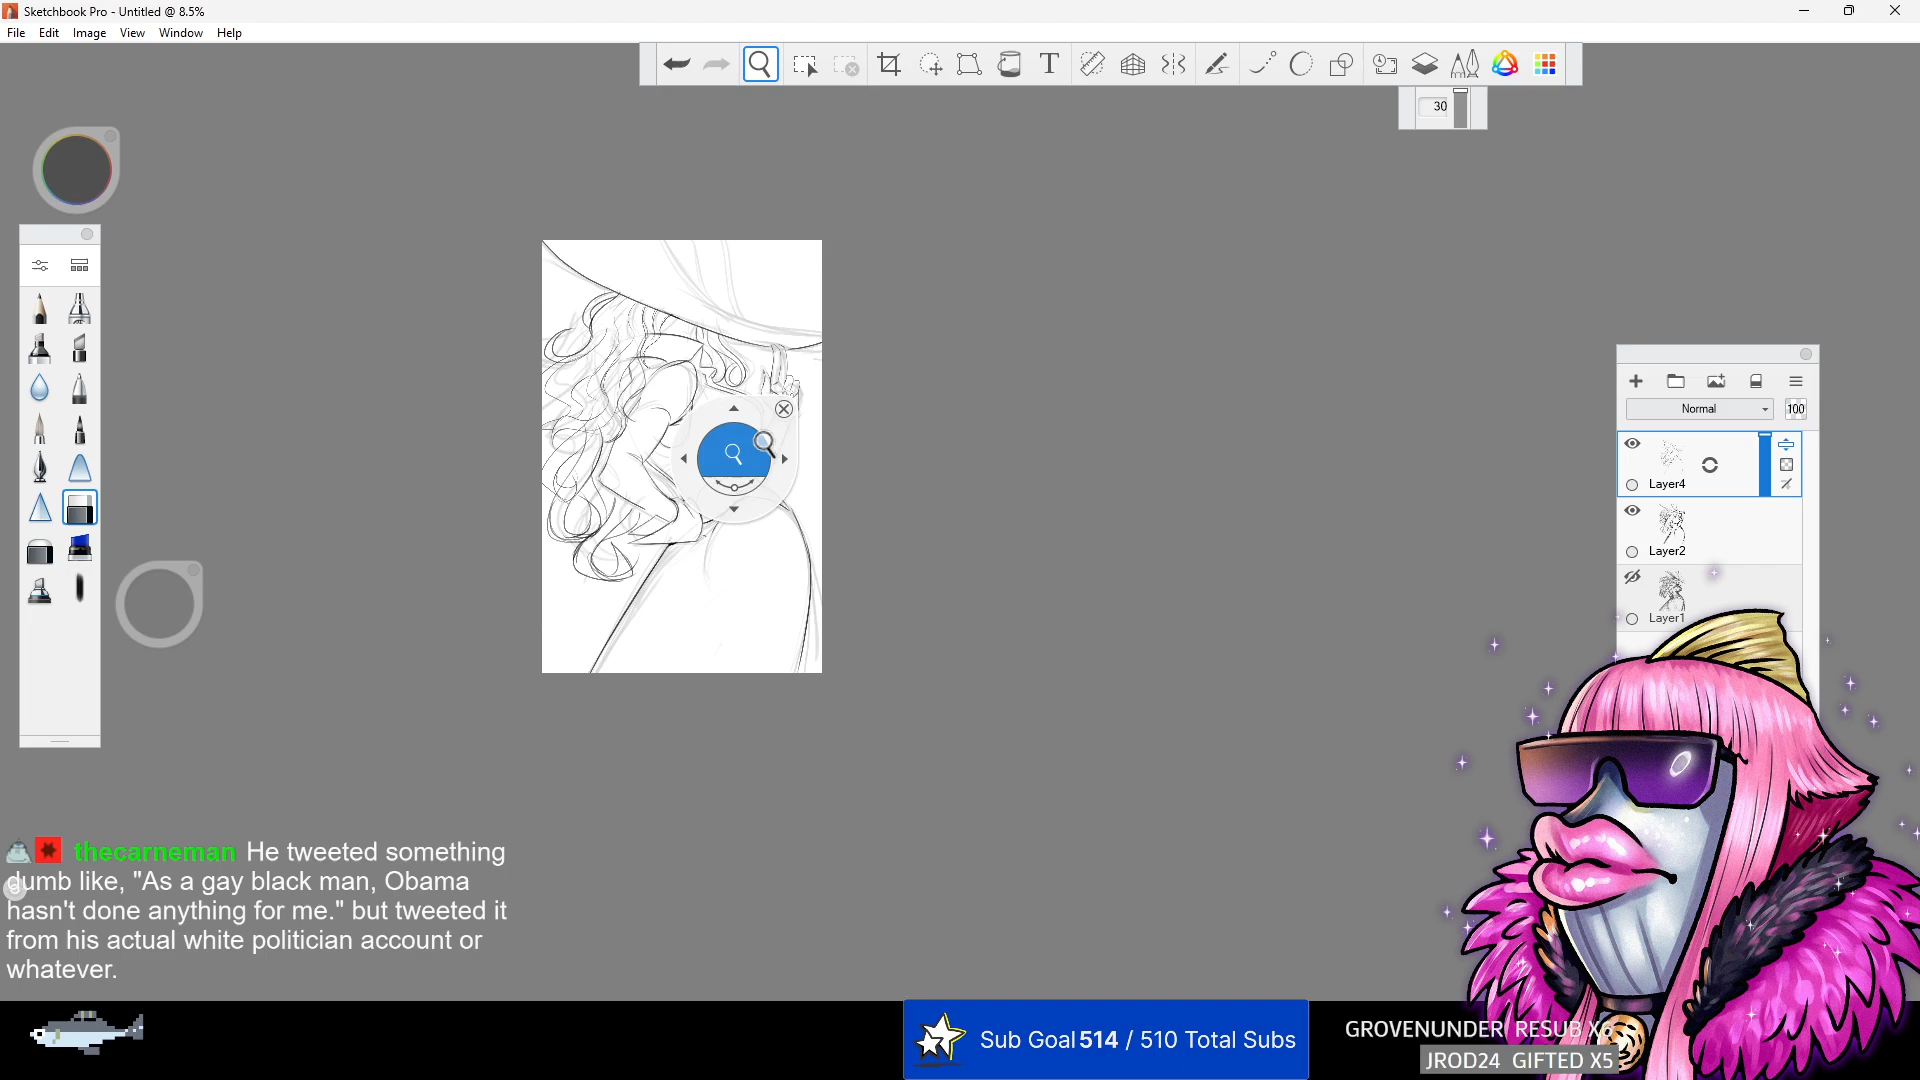 Sketchbook Pro - Untitled @ 8.5%
File Edit Image View Window Help
T
30
Normal 100
Layer4
Layer2
Layer1
thecarneman He tweeted something
dumb like, "As a gay black man, Obama
hasn't done anything for me." but tweeted it
from his actual white politician account or
whatever.
Sub Goal 514 / 510 Total Subs
GROVENUNDER RESUB
JROD24 GIFTED X5